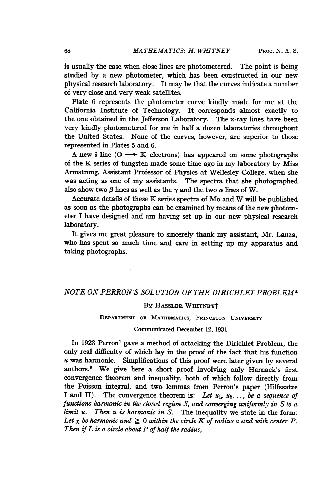 68 MATHEMATICS: H. WHITNEY PROC. N. A. S.
is usually the case when close lines are photometered. The point is being
studied by a new photometer, which has been constructed in our new
physical research laboratory. It may be that the curves indicate a number
of very close and very weak satellites.
Plate 6 represents the photometer curve kindly made for me at the
California Institute of Technology. It corresponds almost exactly to
the one obtained in the Jefferson Laboratory. The x-ray lines have been
very kindly photometered for me in half a dozen laboratories throughout
the United States. None of the curves, however, are superior to those
represented in Plates 5 and 6.
A new i line (O → K electron) has appeared on some photographs
of the K series of tungsten made some time ago in my laboratory by Miss
Armstrong, Assistant Professor of Physics at Wellesley College, when she
was acting as one of my assistants. The spectra that she photographed
also show two β lines as well as the γ and the two α lines of W.
Accurate details of these K series spectra of Mo and W will be published
as soon as the photographs can be examined by means of the new photom-
eter I have designed and am having set up in our new physical research
laboratory.
It gives me great pleasure to sincerely thank my assistant, Mr. Lanza,
who has spent so much time and care in setting up my apparatus and
taking photographs.
NOTE ON PERRON'S SOLUTION OF THE DIRICHLET PROBLEM*
BY HASSLER WHITNEY†
DEPARTMENT OF MATHEMATICS, PRINCETON UNIVERSITY
Communicated December 12, 1931
In 1923 Perron¹ gave a method of attacking the Dirichlet Problem, the
only real difficulty of which lay in the proof of the fact that his function
u was harmonic. Simplifications of this proof were later given by several
authors.² We give here a short proof involving only Harnack's first
convergence theorem and inequality, both of which follow directly from
the Poisson integral, and two lemmas from Perron's paper (Hilfssätze
I and II). The convergence theorem is: Let u₁, u₂, ..., be a sequence of
functions harmonic in the closed region S, and converging uniformly in S to a
limit u. Then u is harmonic in S. The inequality we state in the form:
Let χ be harmonic and ≧ 0 within the circle K of radius a and with center P.
Then if L is a circle about P of half the radius,